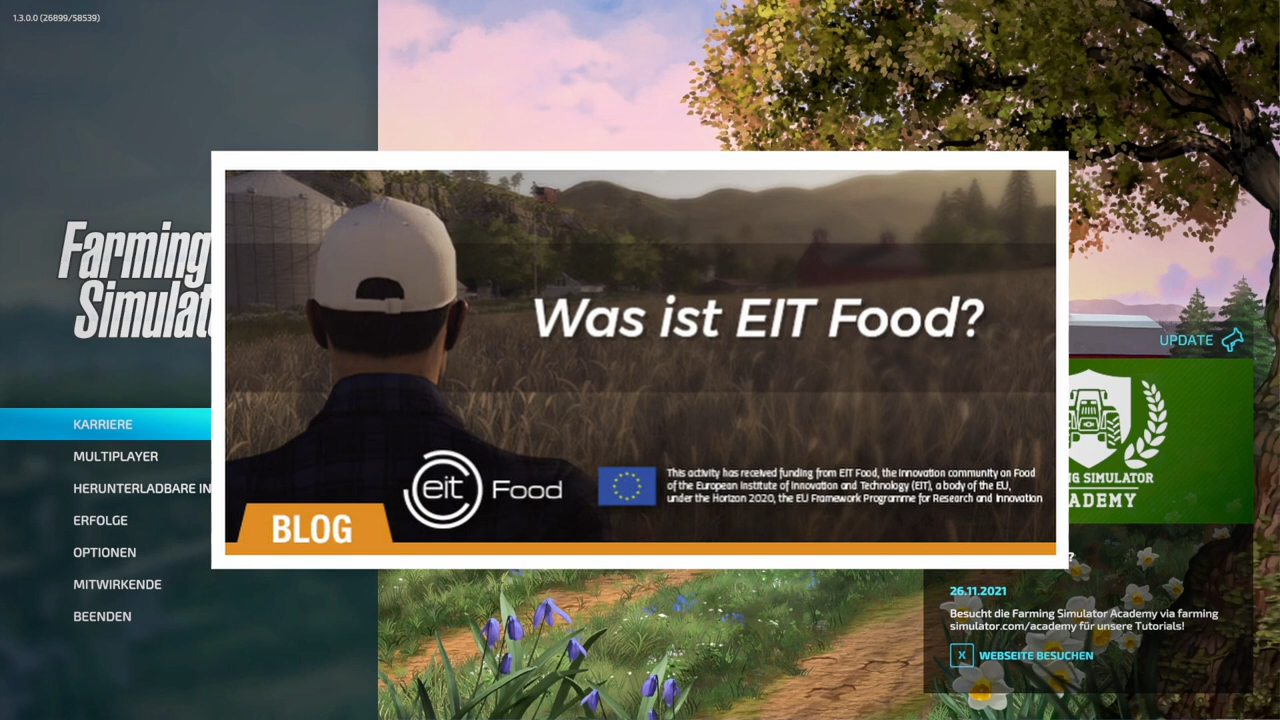 1.3.0.0 (26899/58539)
Farming
Simulat
KARRIERE
MULTIPLAYER
HERUNTERLADBARE IN
ERFOLGE
OPTIONEN
MITWIRKENDE
BEENDEN
Was ist EIT Food?
eit Food
This activity has received funding from EIT Food, the innovation community on Food
of the European Institute of Innovation and Technology (EIT), a body of the EU,
under the Horizon 2020, the EU Framework Programme for Research and Innovation
BLOG
UPDATE
NG SIMULATOR
ADEMY
?
26.11.2021
Besucht die Farming Simulator Academy via farming
simulator.com/academy für unsere Tutorials!
X WEBSEITE BESUCHEN